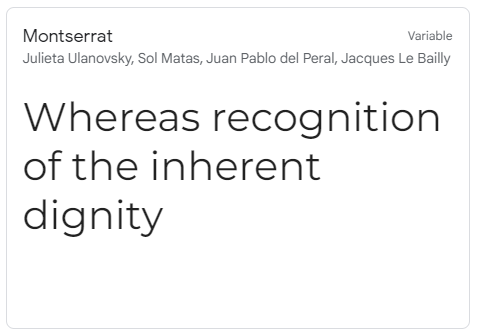 Montserrat
Variable
Julieta Ulanovsky, Sol Matas, Juan Pablo del Peral, Jacques Le Bailly
Whereas recognition
of the inherent
dignity